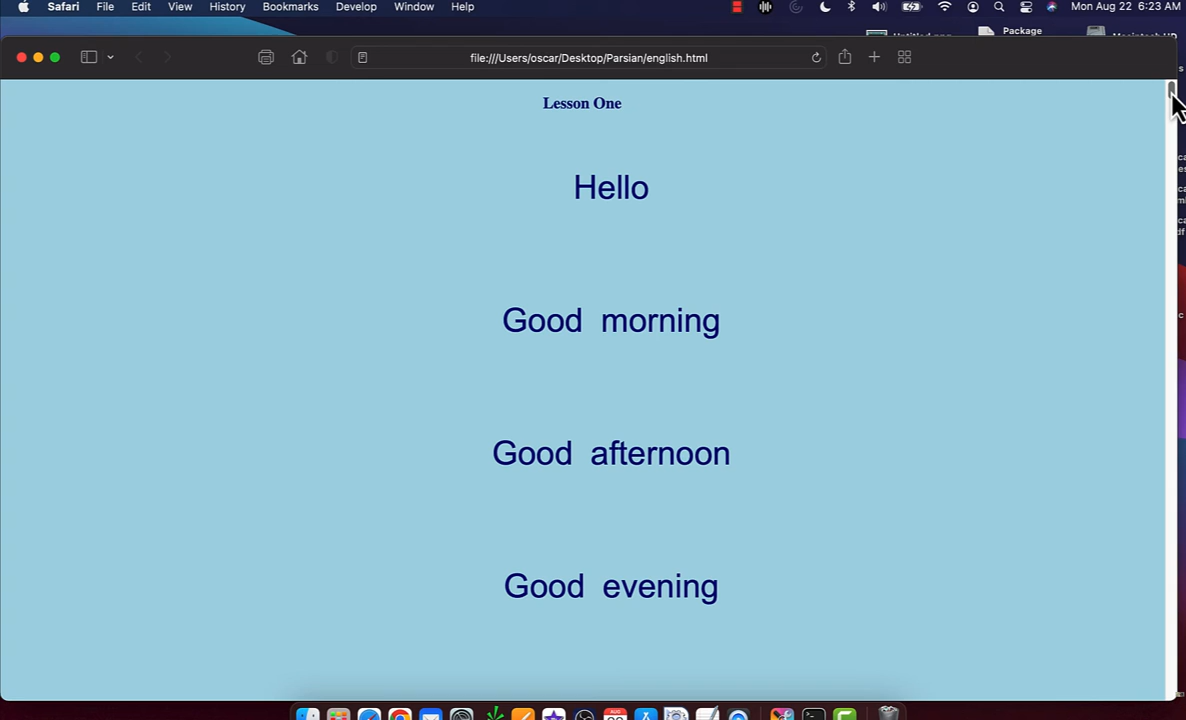 Safari File Edit View History Bookmarks Develop Window Help Mon Aug 22 6:23 AM
Package
file:///Users/oscar/Desktop/Parsian/english.html
Lesson One
Hello
Good morning
Good afternoon
Good evening
AUG